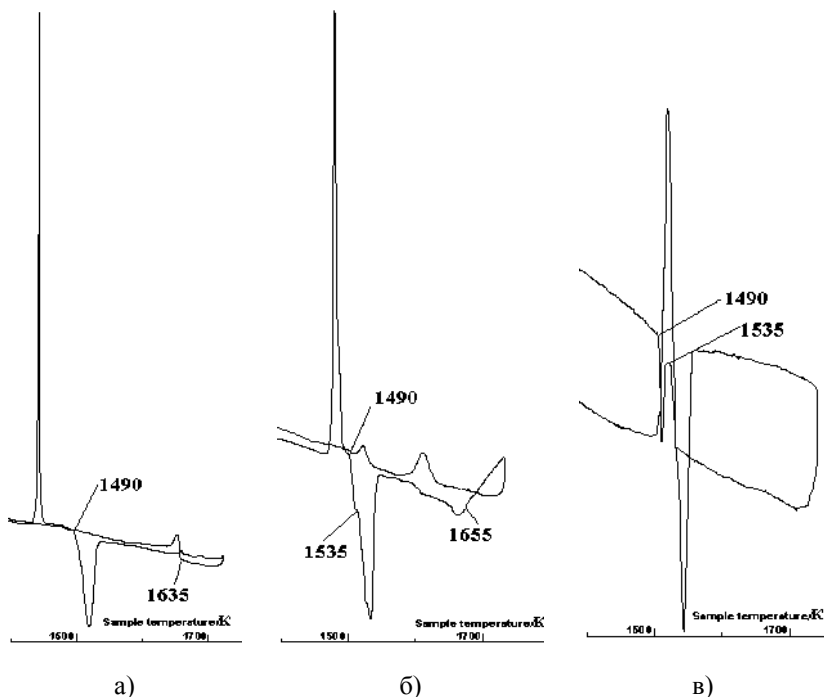 1490
1635
Sample temperature/K
1600
1700
а)
1490
1535
1655
Sample temperature/K
1500
1700
б)
1490
1535
Sample temperature/K
1500
1700
в)